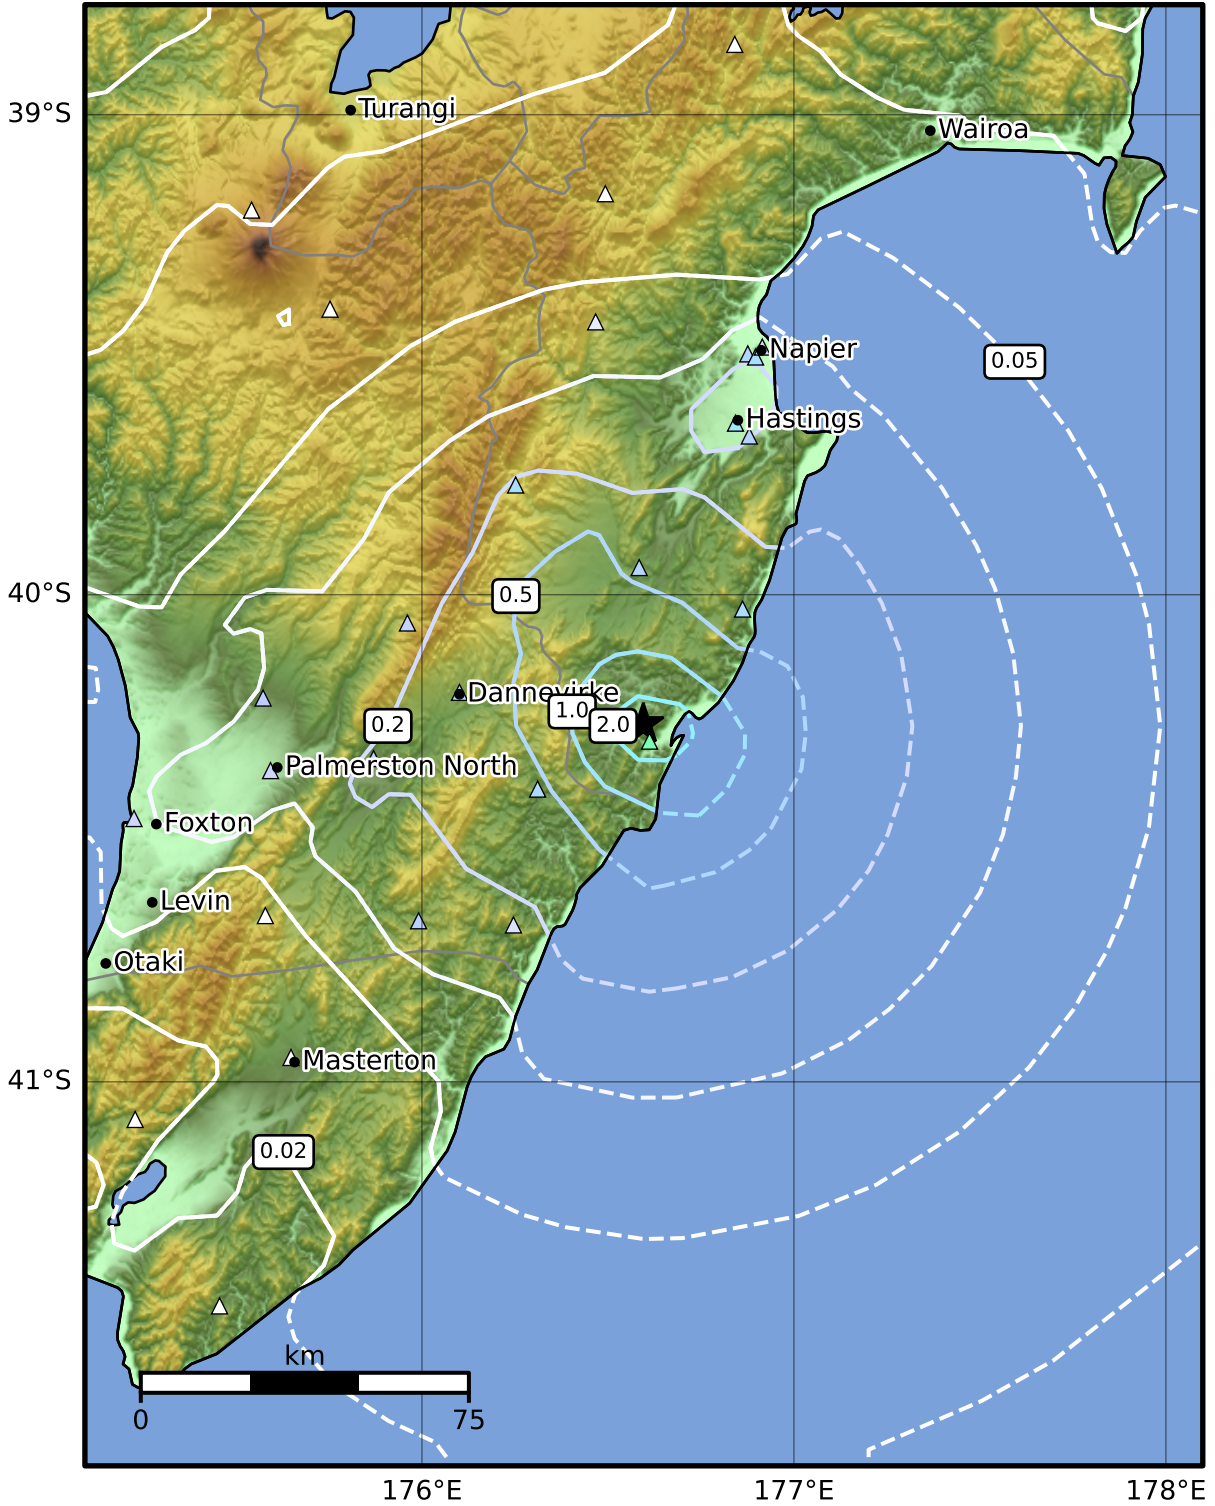 39°S
Turangi
Wairoa
Napier
0.05
Hastings
0.5
40°S
Dannevirke
1.0
2.0
0.2
Palmerston North
Foxton
Levin
Otaki
Masterton
41°S
0.02
km
0 75
176°E 177°E 178°E